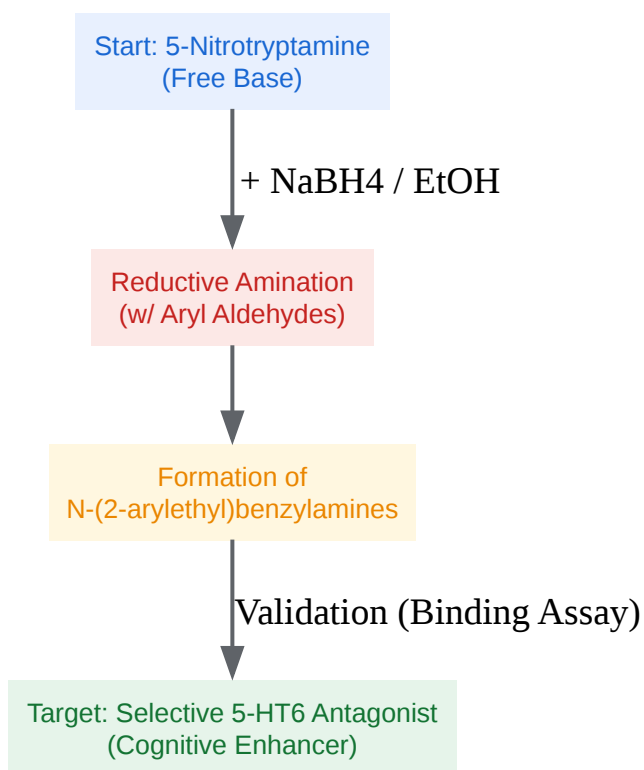 Start: 5-Nitrotryptamine
(Free Base)
+ NaBH4 / EtOH
Reductive Amination
(w/ Aryl Aldehydes)
Formation of
N-(2-arylethyl)benzylamines
Validation (Binding Assay)
Target: Selective 5-HT6 Antagonist
(Cognitive Enhancer)